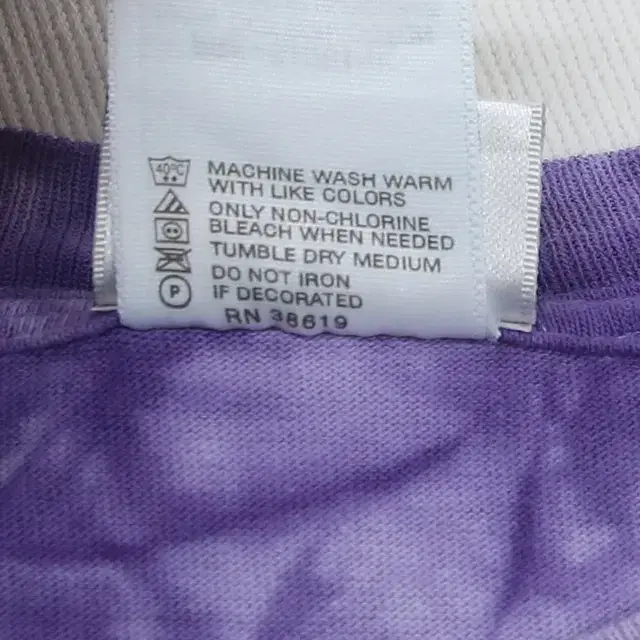 MACHINE WASH WARM
WITH LIKE COLORS
ONLY NON-CHLORINE
BLEACH WHEN NEEDED
TUMBLE DRY MEDIUM
DO NOT IRON
IF DECORATED
RN 38619
P